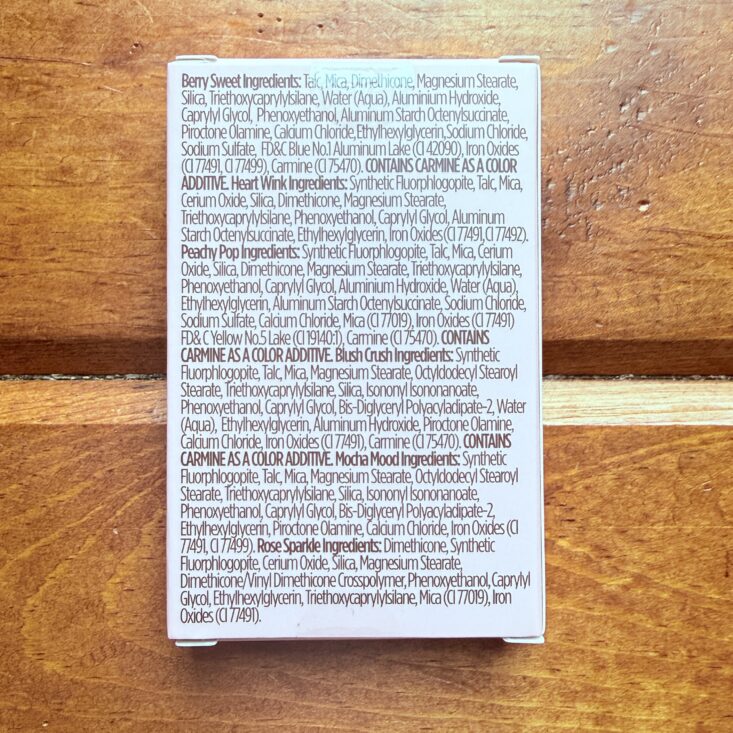 Berry Sweet Ingredients: Talc, Mica, Dimethicone, Magnesium Stearate,
Silica, Triethoxycaprylylsilane, Water (Aqua), Aluminium Hydroxide,
Caprylyl Glycol, Phenoxyethanol, Aluminum Starch Octenylsuccinate,
Piroctone Olamine, Calcium Chloride, Ethylhexylglycerin, Sodium Chloride,
Sodium Sulfate, FD&C Blue No.1 Aluminum Lake (CI 42090), Iron Oxides
(CI 77491, CI 77499), Carmine (CI 75470). CONTAINS CARMINE AS A COLOR
ADDITIVE. Heart Wink Ingredients: Synthetic Fluorphlogopite, Talc, Mica,
Cerium Oxide, Silica, Dimethicone, Magnesium Stearate,
Triethoxycaprylylsilane, Phenoxyethanol, Caprylyl Glycol, Aluminum
Starch Octenylsuccinate, Ethylhexylglycerin, Iron Oxides (CI 77491, CI 77492).
Peachy Pop Ingredients: Synthetic Fluorphlogopite, Talc, Mica, Cerium
Oxide, Silica, Dimethicone, Magnesium Stearate, Triethoxycaprylylsilane,
Phenoxyethanol, Caprylyl Glycol, Aluminium Hydroxide, Water (Aqua),
Ethylhexylglycerin, Aluminum Starch Octenylsuccinate, Sodium Chloride,
Sodium Sulfate, Calcium Chloride, Mica (CI 77019), Iron Oxides (CI 77491)
FD& C Yellow No.5 Lake (CI 19140:1), Carmine (CI 75470). CONTAINS
CARMINE AS A COLOR ADDITIVE. Blush Crush Ingredients: Synthetic
Fluorphlogopite, Talc, Mica, Magnesium Stearate, Octyldodecyl Stearoyl
Stearate, Triethoxycaprylylsilane, Silica, Isononyl Isononanoate,
Phenoxyethanol, Caprylyl Glycol, Bis-Diglyceryl Polyacyladipate-2, Water
(Aqua), Ethylhexylglycerin, Aluminum Hydroxide, Piroctone Olamine,
Calcium Chloride, Iron Oxides (CI 77491), Carmine (CI 75470). CONTAINS
CARMINE AS A COLOR ADDITIVE. Mocha Mood Ingredients: Synthetic
Fluorphlogopite, Talc, Mica, Magnesium Stearate, Octyldodecyl Stearoyl
Stearate, Triethoxycaprylylsilane, Silica, Isononyl Isononanoate,
Phenoxyethanol, Caprylyl Glycol, Bis-Diglyceryl Polyacyladipate-2,
Ethylhexylglycerin, Piroctone Olamine, Calcium Chloride, Iron Oxides (CI
77491, CI 77499). Rose Sparkle Ingredients: Dimethicone, Synthetic
Fluorphlogopite, Cerium Oxide, Silica, Magnesium Stearate,
Dimethicone/Vinyl Dimethicone Crosspolymer, Phenoxyethanol, Caprylyl
Glycol, Ethylhexylglycerin, Triethoxycaprylylsilane, Mica (CI 77019), Iron
Oxides (CI 77491).